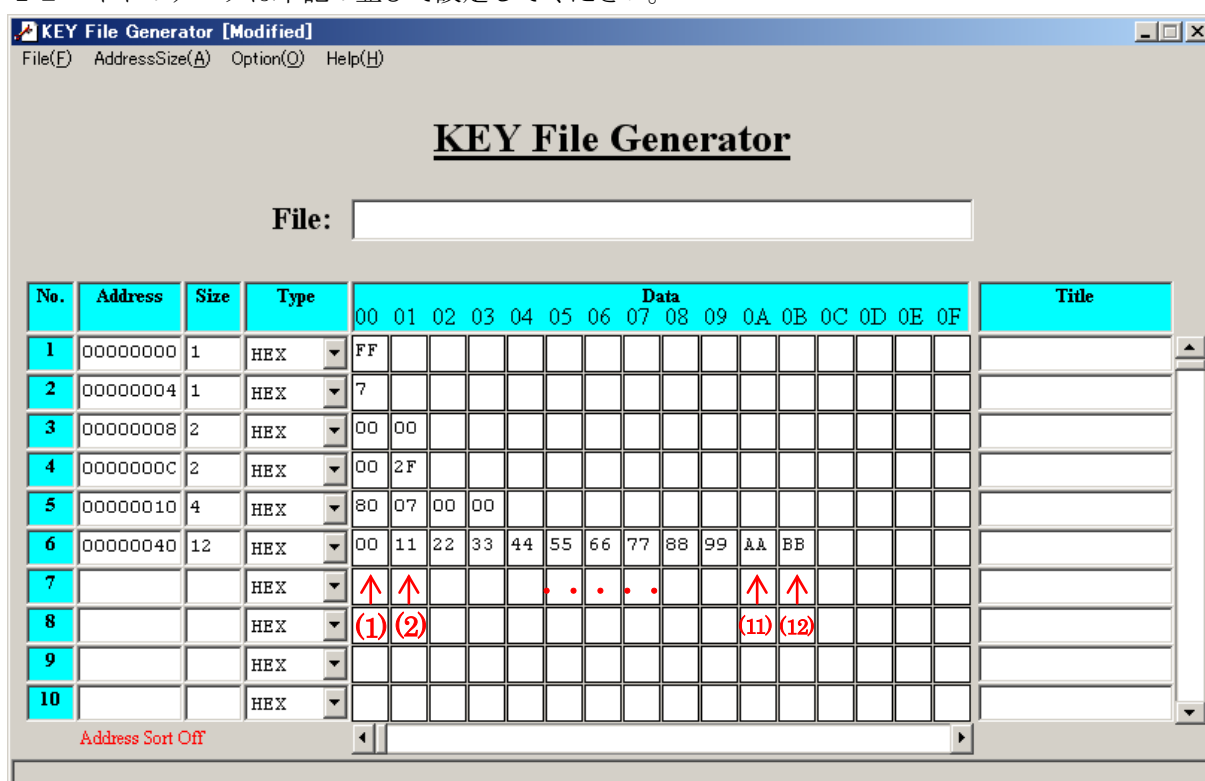 KEY File Generator [Modified]
File(F) AddressSize(A) Option(O) Help(H)
KEY File Generator
File:
No. Address Size Type Data Title
00 01 02 03 04 05 06 07 08 09 0A 0B 0C 0D 0E 0F
1 00000000 1 HEX FF
2 00000004 1 HEX 7
3 00000008 2 HEX 00 00
4 0000000C 2 HEX 00 2F
5 00000010 4 HEX 80 07 00 00
6 00000040 12 HEX 00 11 22 33 44 55 66 77 88 99 AA BB
7 HEX
8 HEX (1) (2) (11) (12)
9 HEX
10 HEX
Address Sort Off